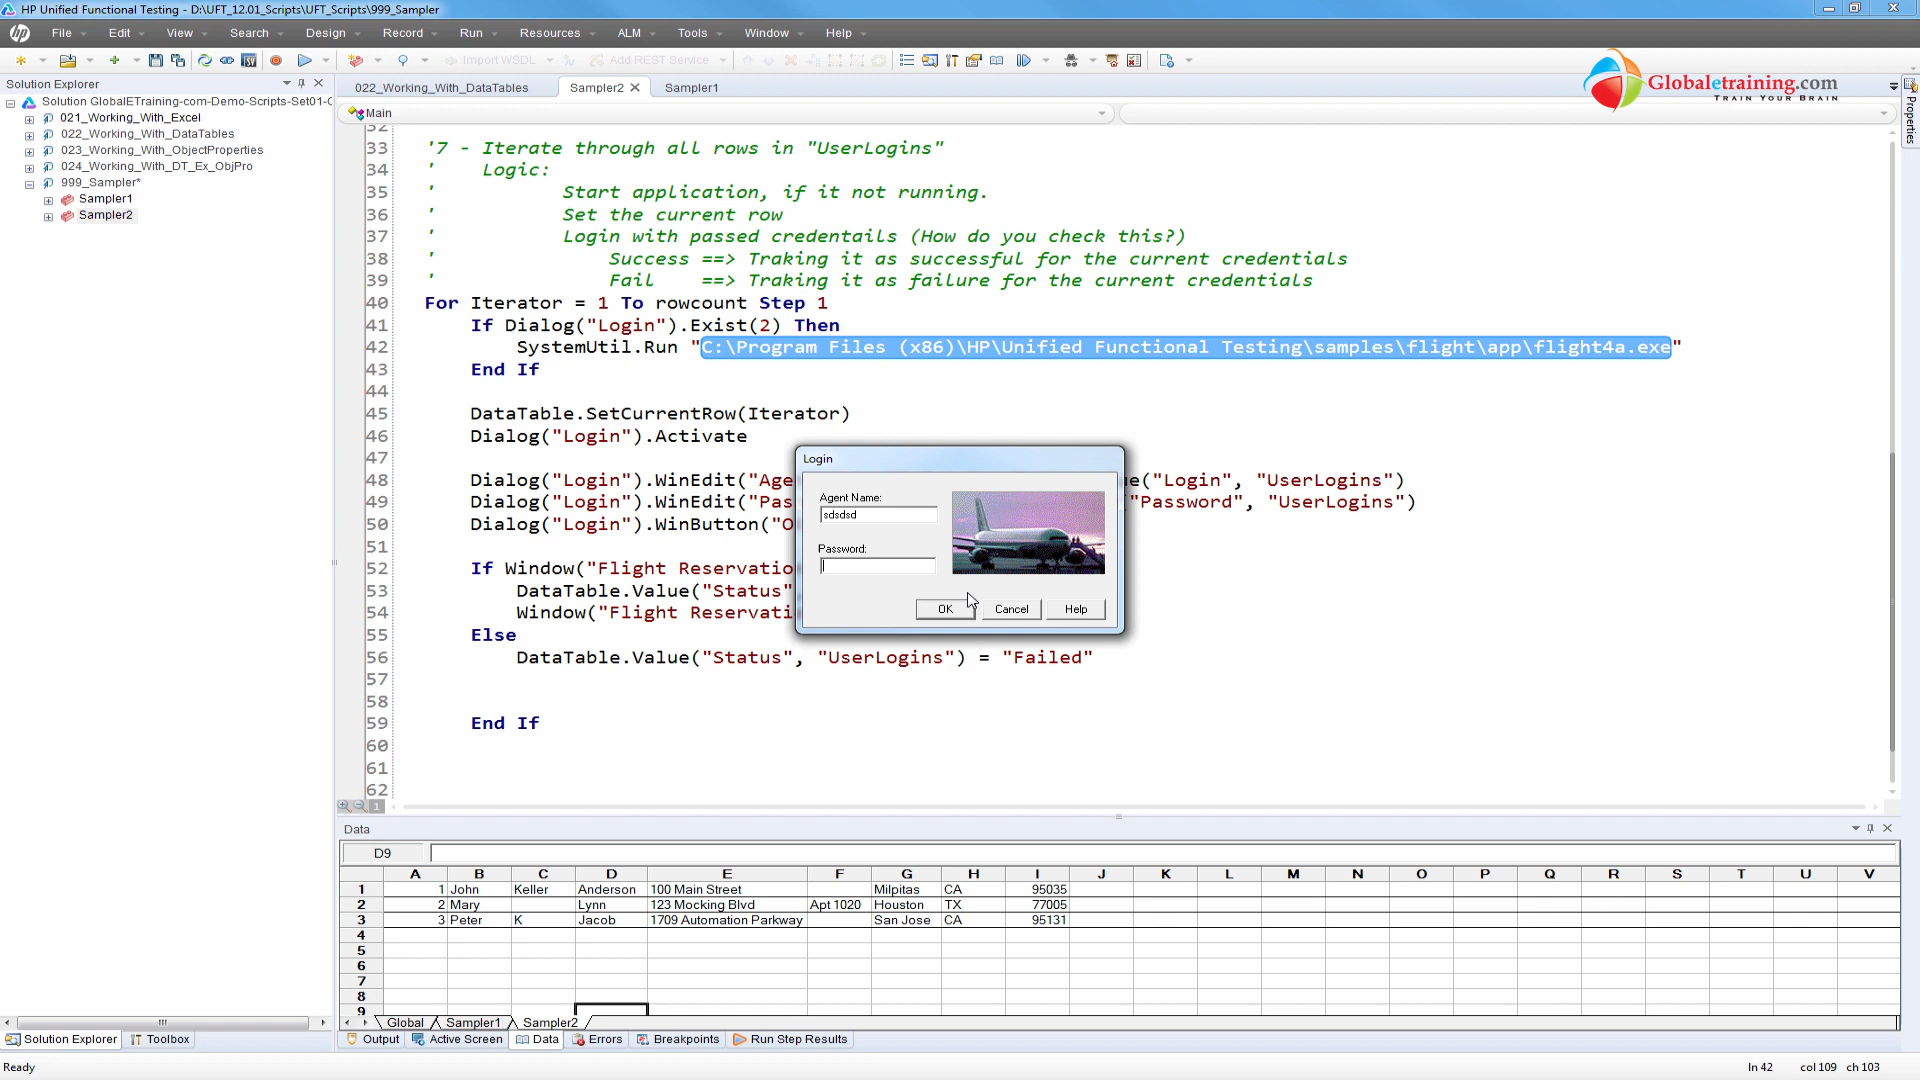 HP Unified Functional Testing - D:\UFT_12.01_Scripts\UFT_Scripts\999_Sampler
File Edit View Search Design Record Run Resources ALM Tools Window Help
Import WSDL Add REST Service
Globaletraining.com
TRAIN YOUR BRAIN
Solution Explorer
022_Working_With_DataTables Sampler2 Sampler1
Properties
Solution GlobalETraining-com-Demo-Scripts-Set01-C
021_Working_With_Excel
022_Working_With_DataTables
023_Working_With_ObjectProperties
024_Working_With_DT_Ex_ObjPro
999_Sampler*
Sampler1
Sampler2
Main
32
33 '7 - Iterate through all rows in "UserLogins"
34 ' Logic:
35 ' Start application, if it not running.
36 ' Set the current row
37 ' Login with passed credentails (How do you check this?)
38 ' Success ==> Traking it as successful for the current credentials
39 ' Fail ==> Traking it as failure for the current credentials
40 For Iterator = 1 To rowcount Step 1
41 If Dialog("Login").Exist(2) Then
42 SystemUtil.Run "C:\Program Files (x86)\HP\Unified Functional Testing\samples\flight\app\flight4a.exe"
43 End If
44
45 DataTable.SetCurrentRow(Iterator)
46 Dialog("Login").Activate
47
48 Dialog("Login").WinEdit("Age e("Login", "UserLogins")
49 Dialog("Login").WinEdit("Pas ("Password", "UserLogins")
50 Dialog("Login").WinButton("O
51
52 If Window("Flight Reservatio
53 DataTable.Value("Status"
54 Window("Flight Reservati
55 Else
56 DataTable.Value("Status", "UserLogins") = "Failed"
57
58
59 End If
60
61
62
1
Login
Agent Name:
sdsdsd
Password:
OK Cancel Help
Data
D9
A B C D E F G H I J K L M N O P Q R S T U V
1 1 John Keller Anderson 100 Main Street Milpitas CA 95035
2 2 Mary Lynn 123 Mocking Blvd Apt 1020 Houston TX 77005
3 3 Peter K Jacob 1709 Automation Parkway San Jose CA 95131
4
5
6
7
8
9
Global Sampler1 Sampler2
Solution Explorer Toolbox Output Active Screen Data Errors Breakpoints Run Step Results
Ready ln 42 col 109 ch 103